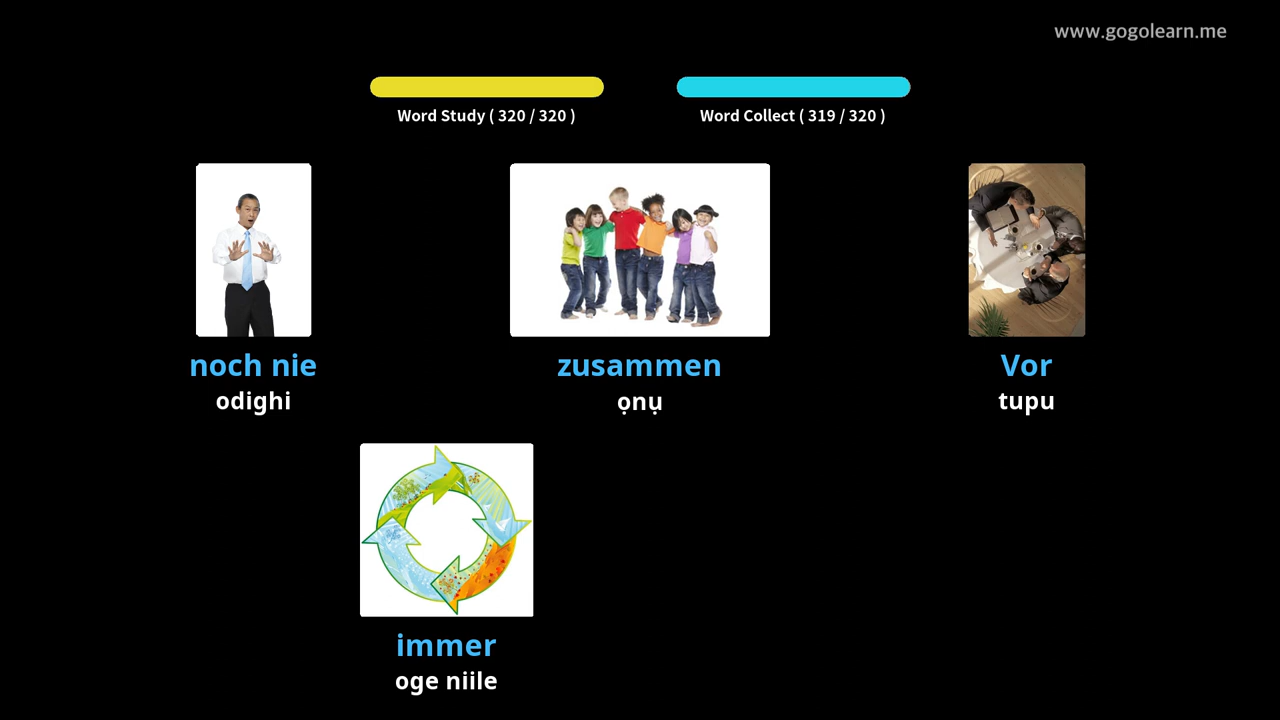 www.gogolearn.me
Word Study ( 320 / 320 )
Word Collect ( 319 / 320 )
noch nie
odighi
zusammen
ọnụ
Vor
tupu
immer
oge niile